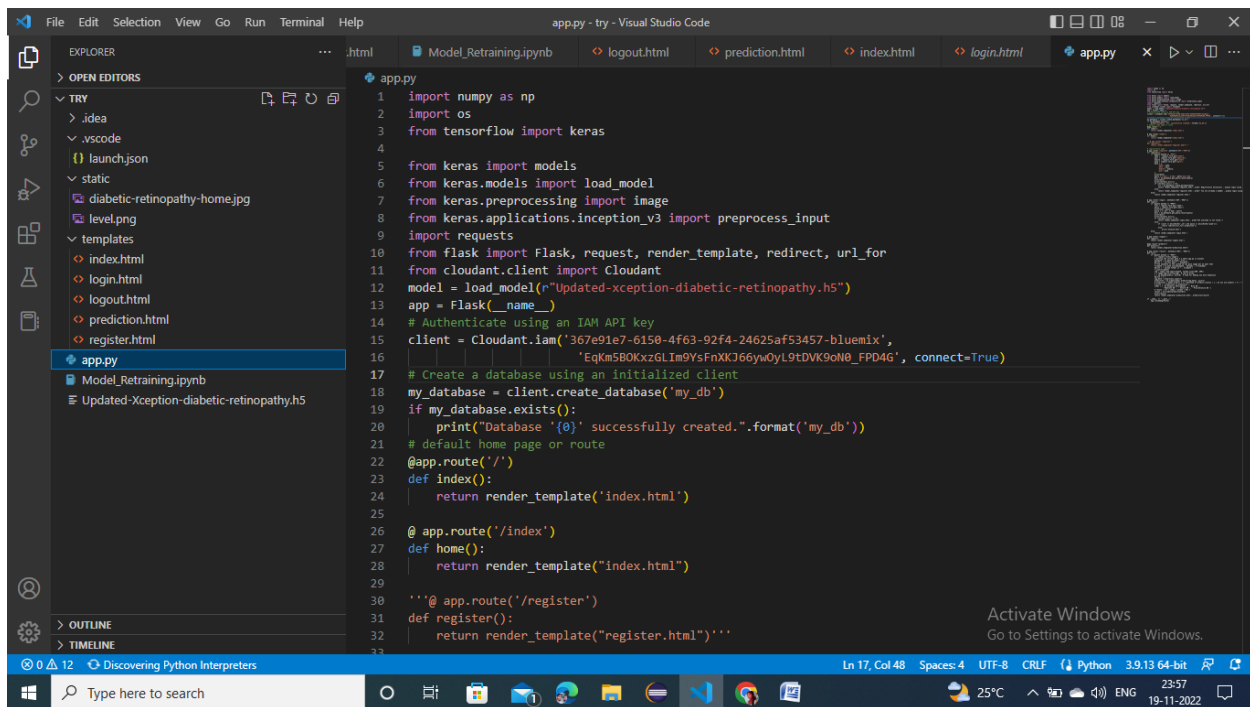 File Edit Selection View Go Run Terminal Help
app.py - try - Visual Studio Code
EXPLORER
OPEN EDITORS
TRY
.idea
.vscode
{} launch.json
static
diabetic-retinopathy-home.jpg
level.png
templates
<> index.html
<> login.html
<> logout.html
<> prediction.html
<> register.html
app.py
Model_Retraining.ipynb
Updated-Xception-diabetic-retinopathy.h5
OUTLINE
TIMELINE
.html Model_Retraining.ipynb <> logout.html <> prediction.html <> index.html <> login.html app.py
app.py
1 import numpy as np
2 import os
3 from tensorflow import keras
4
5 from keras import models
6 from keras.models import load_model
7 from keras.preprocessing import image
8 from keras.applications.inception_v3 import preprocess_input
9 import requests
10 from flask import Flask, request, render_template, redirect, url_for
11 from cloudant.client import Cloudant
12 model = load_model(r"Updated-xception-diabetic-retinopathy.h5")
13 app = Flask(__name__)
14 # Authenticate using an IAM API key
15 client = Cloudant.iam('367e91e7-6150-4f63-92f4-24625af53457-bluemix',
16 'EqKm5BOKxzGLIm9YsFnXKJ66ywOyL9tDVK9oN0_FPD4G', connect=True)
17 # Create a database using an initialized client
18 my_database = client.create_database('my_db')
19 if my_database.exists():
20 print("Database '{0}' successfully created.".format('my_db'))
21 # default home page or route
22 @app.route('/')
23 def index():
24 return render_template('index.html')
25
26 @ app.route('/index')
27 def home():
28 return render_template("index.html")
29
30 '''@ app.route('/register')
31 def register():
32 return render_template("register.html")'''
33
Activate Windows
Go to Settings to activate Windows.
0 12 Discovering Python Interpreters
Ln 17, Col 48 Spaces: 4 UTF-8 CRLF Python 3.9.13 64-bit
Type here to search
25°C
ENG
23:57
19-11-2022